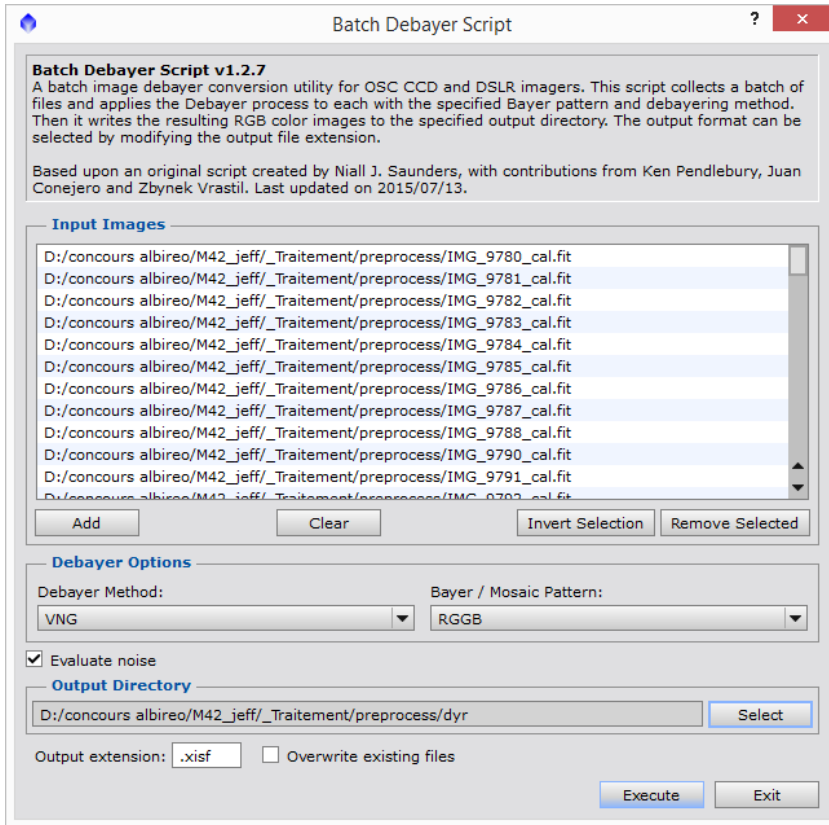 Batch Debayer Script
?
Batch Debayer Script v1.2.7
A batch image debayer conversion utility for OSC CCD and DSLR imagers. This script collects a batch of
files and applies the Debayer process to each with the specified Bayer pattern and debayering method.
Then it writes the resulting RGB color images to the specified output directory. The output format can be
selected by modifying the output file extension.
Based upon an original script created by Niall J. Saunders, with contributions from Ken Pendlebury, Juan
Conejero and Zbynek Vrastil. Last updated on 2015/07/13.
Input Images
D:/concours albireo/M42_jeff/_Traitement/preprocess/IMG_9780_cal.fit
D:/concours albireo/M42_jeff/_Traitement/preprocess/IMG_9781_cal.fit
D:/concours albireo/M42_jeff/_Traitement/preprocess/IMG_9782_cal.fit
D:/concours albireo/M42_jeff/_Traitement/preprocess/IMG_9783_cal.fit
D:/concours albireo/M42_jeff/_Traitement/preprocess/IMG_9784_cal.fit
D:/concours albireo/M42_jeff/_Traitement/preprocess/IMG_9785_cal.fit
D:/concours albireo/M42_jeff/_Traitement/preprocess/IMG_9786_cal.fit
D:/concours albireo/M42_jeff/_Traitement/preprocess/IMG_9787_cal.fit
D:/concours albireo/M42_jeff/_Traitement/preprocess/IMG_9788_cal.fit
D:/concours albireo/M42_jeff/_Traitement/preprocess/IMG_9790_cal.fit
D:/concours albireo/M42_jeff/_Traitement/preprocess/IMG_9791_cal.fit
D:/concours albireo/M42_jeff/_Traitement/preprocess/IMG_9792_cal.fit
Add Clear Invert Selection Remove Selected
Debayer Options
Debayer Method: Bayer / Mosaic Pattern:
VNG RGGB
Evaluate noise
Output Directory
D:/concours albireo/M42_jeff/_Traitement/preprocess/dyr Select
Output extension: .xisf Overwrite existing files
Execute Exit